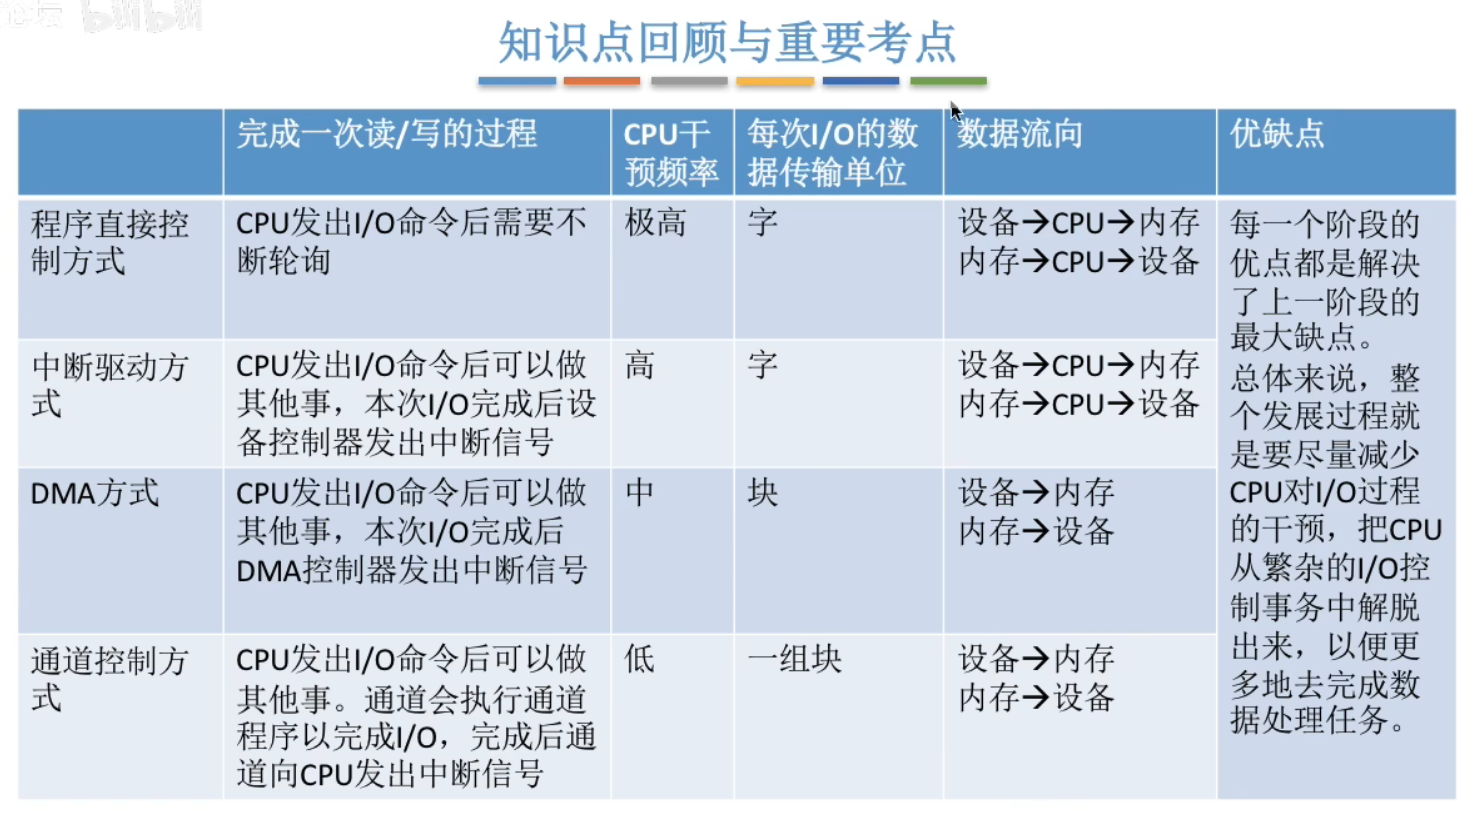 论坛 bilibili
知识点回顾与重要考点
完成一次读/写的过程
CPU干
预频率
每次I/O的数
据传输单位
数据流向
优缺点
程序直接控
制方式
CPU发出I/O命令后需要不
断轮询
极高
字
设备→CPU→内存
内存→CPU→设备
每一个阶段的
优点都是解决
了上一阶段的
最大缺点。
总体来说，整
个发展过程就
是要尽量减少
CPU对I/O过程
的干预，把CPU
从繁杂的I/O控
制事务中解脱
出来，以便更
多地去完成数
据处理任务。
中断驱动方
式
CPU发出I/O命令后可以做
其他事，本次I/O完成后设
备控制器发出中断信号
高
字
设备→CPU→内存
内存→CPU→设备
DMA方式
CPU发出I/O命令后可以做
其他事，本次I/O完成后
DMA控制器发出中断信号
中
块
设备→内存
内存→设备
通道控制方
式
CPU发出I/O命令后可以做
其他事。通道会执行通道
程序以完成I/O，完成后通
道向CPU发出中断信号
低
一组块
设备→内存
内存→设备